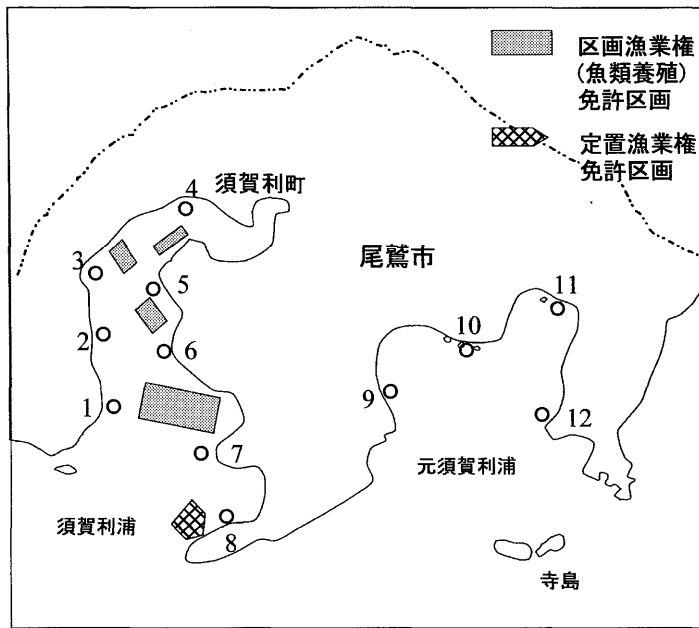 区画漁業権
(魚類養殖)
免許区画
定置漁業権
免許区画
須賀利町
尾鷲市
4
3
5
2
6
1
7
8
11
10
9
12
須賀利浦
元須賀利浦
寺島